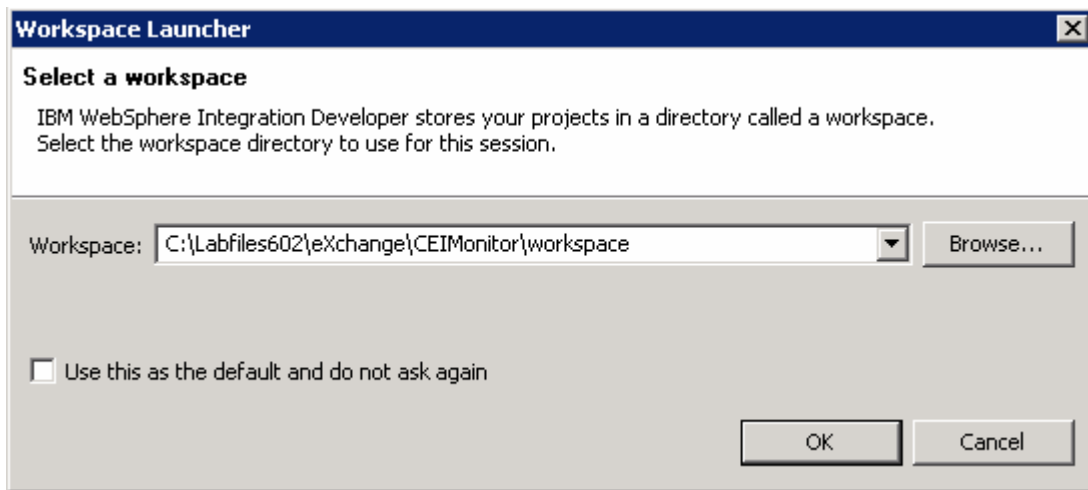 Workspace Launcher
Select a workspace
IBM WebSphere Integration Developer stores your projects in a directory called a workspace.
Select the workspace directory to use for this session.
Workspace: C:\Labfiles602\eXchange\CEIMonitor\workspace Browse...
Use this as the default and do not ask again
OK Cancel